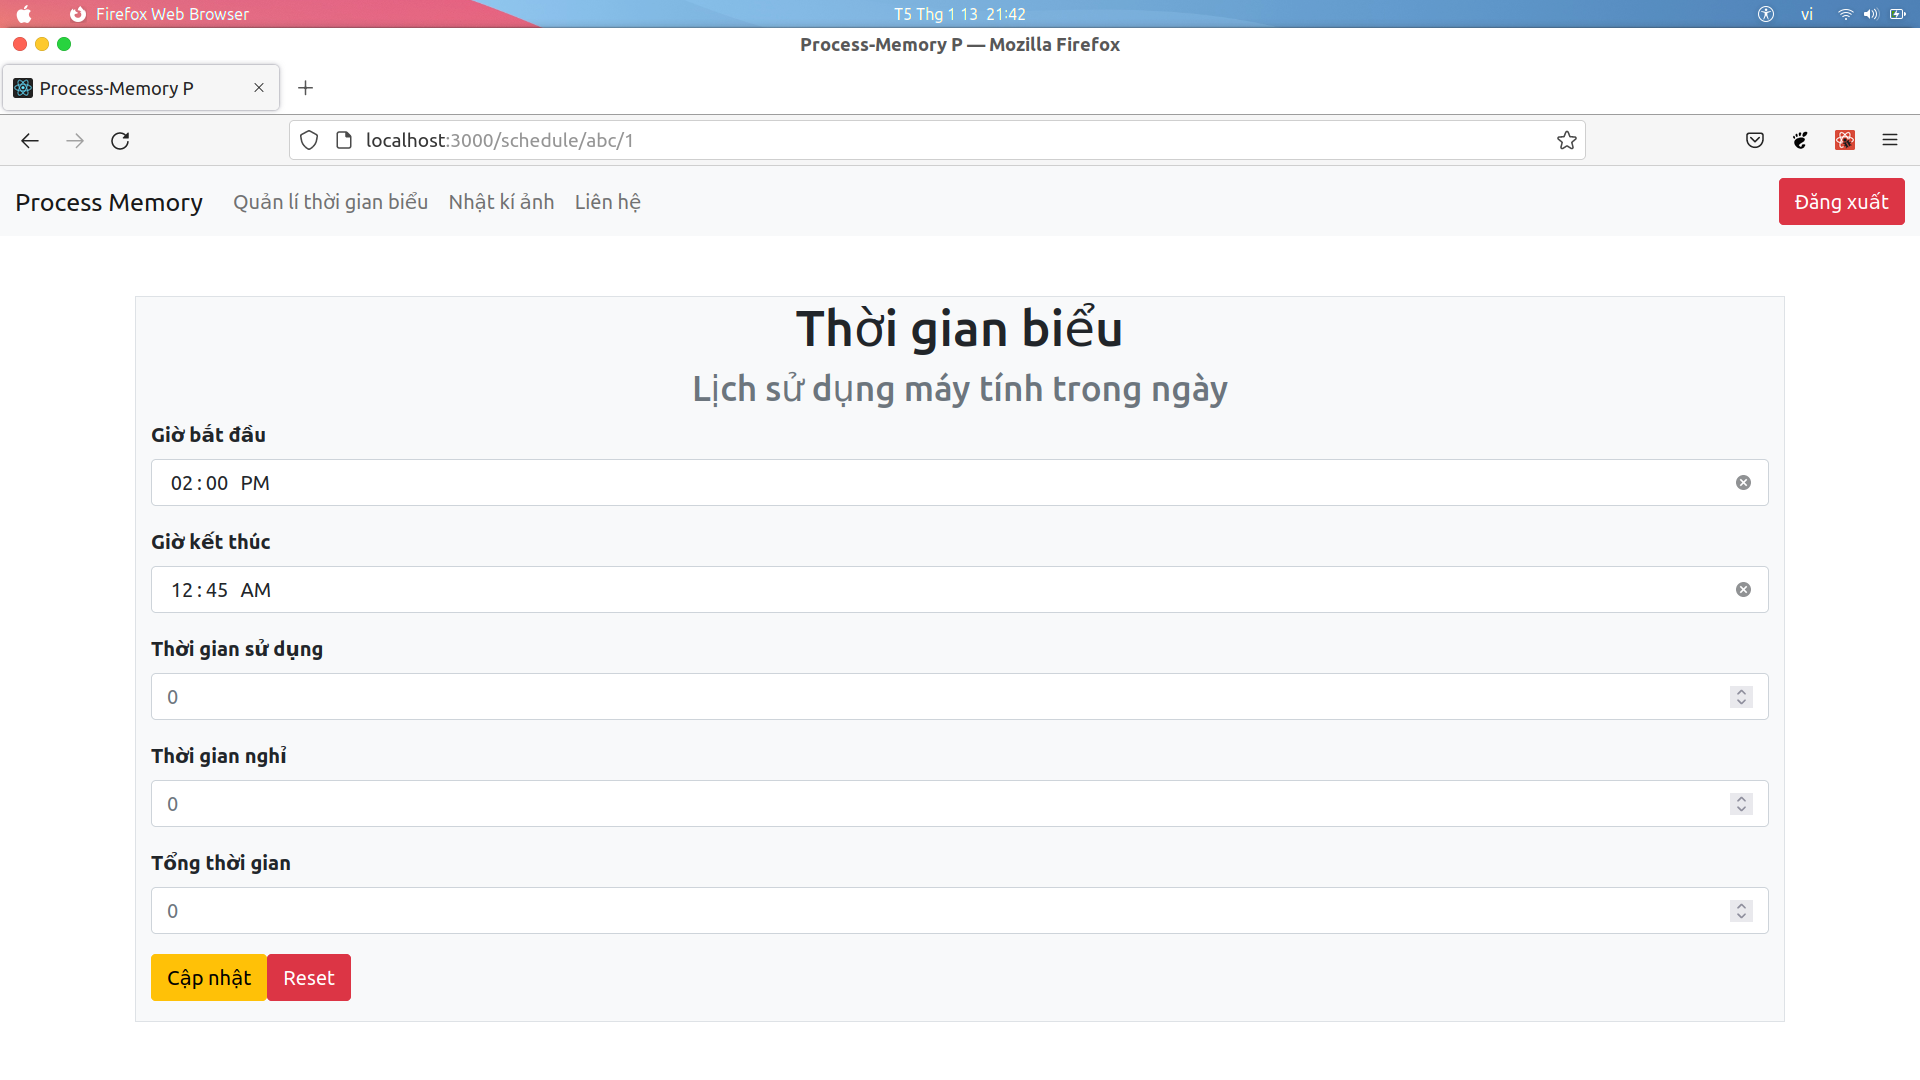 Firefox Web Browser
T5 Thg 1 13 21:42
vi
Process-Memory P — Mozilla Firefox
Process-Memory P
localhost:3000/schedule/abc/1
Process Memory
Quản lí thời gian biểu
Nhật kí ảnh
Liên hệ
Đăng xuất
Thời gian biểu
Lịch sử dụng máy tính trong ngày
Giờ bắt đầu
02:00 PM
Giờ kết thúc
12:45 AM
Thời gian sử dụng
0
Thời gian nghỉ
0
Tổng thời gian
0
Cập nhật
Reset